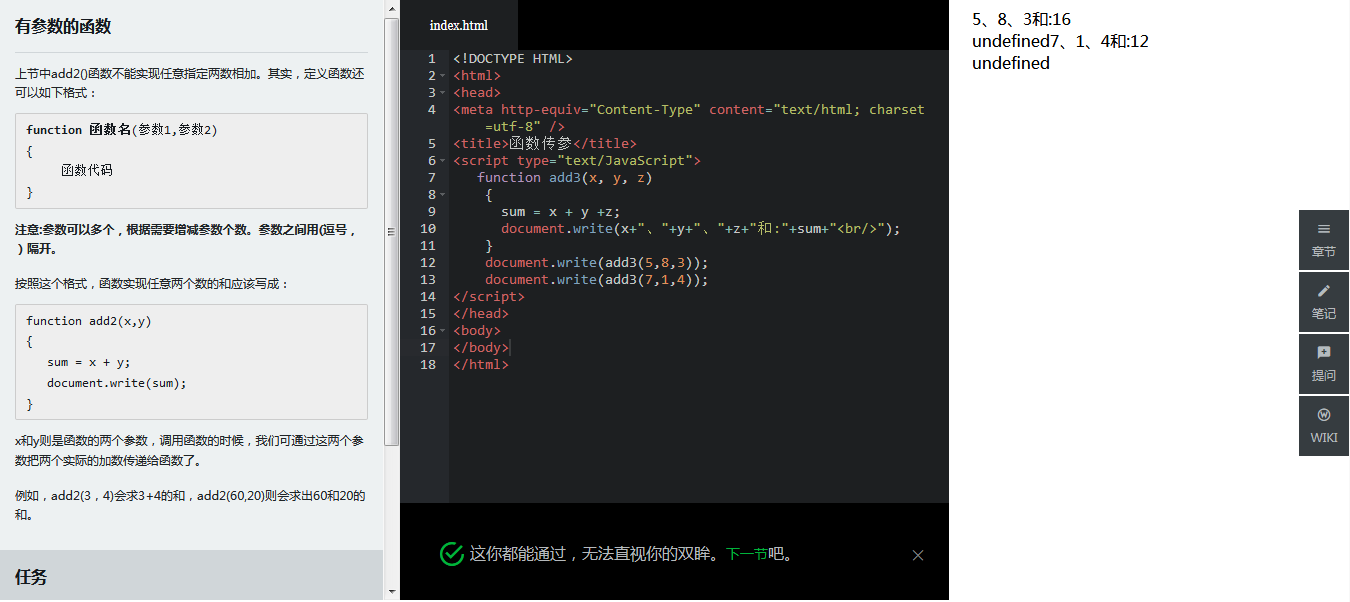 有参数的函数
上节中add2()函数不能实现任意指定两数相加。其实，定义函数还
可以如下格式：
function 函数名(参数1,参数2)
{
函数代码
}
注意:参数可以多个，根据需要增减参数个数。参数之间用(逗号，
）隔开。
按照这个格式，函数实现任意两个数的和应该写成：
function add2(x,y)
{
sum = x + y;
document.write(sum);
}
x和y则是函数的两个参数，调用函数的时候，我们可通过这两个参
数把两个实际的加数传递给函数了。
例如，add2(3，4)会求3+4的和，add2(60,20)则会求出60和20的
和。
任务
index.html
1 <!DOCTYPE HTML>
2 <html>
3 <head>
4 <meta http-equiv="Content-Type" content="text/html; charset
=utf-8" />
5 <title>函数传参</title>
6 <script type="text/JavaScript">
7 function add3(x, y, z)
8 {
9 sum = x + y +z;
10 document.write(x+"、"+y+"、"+z+"和:"+sum+"<br/>");
11 }
12 document.write(add3(5,8,3));
13 document.write(add3(7,1,4));
14 </script>
15 </head>
16 <body>
17 </body>
18 </html>
这你都能通过，无法直视你的双眸。下一节吧。
5、8、3和:16
undefined7、1、4和:12
undefined
章节
笔记
提问
WIKI